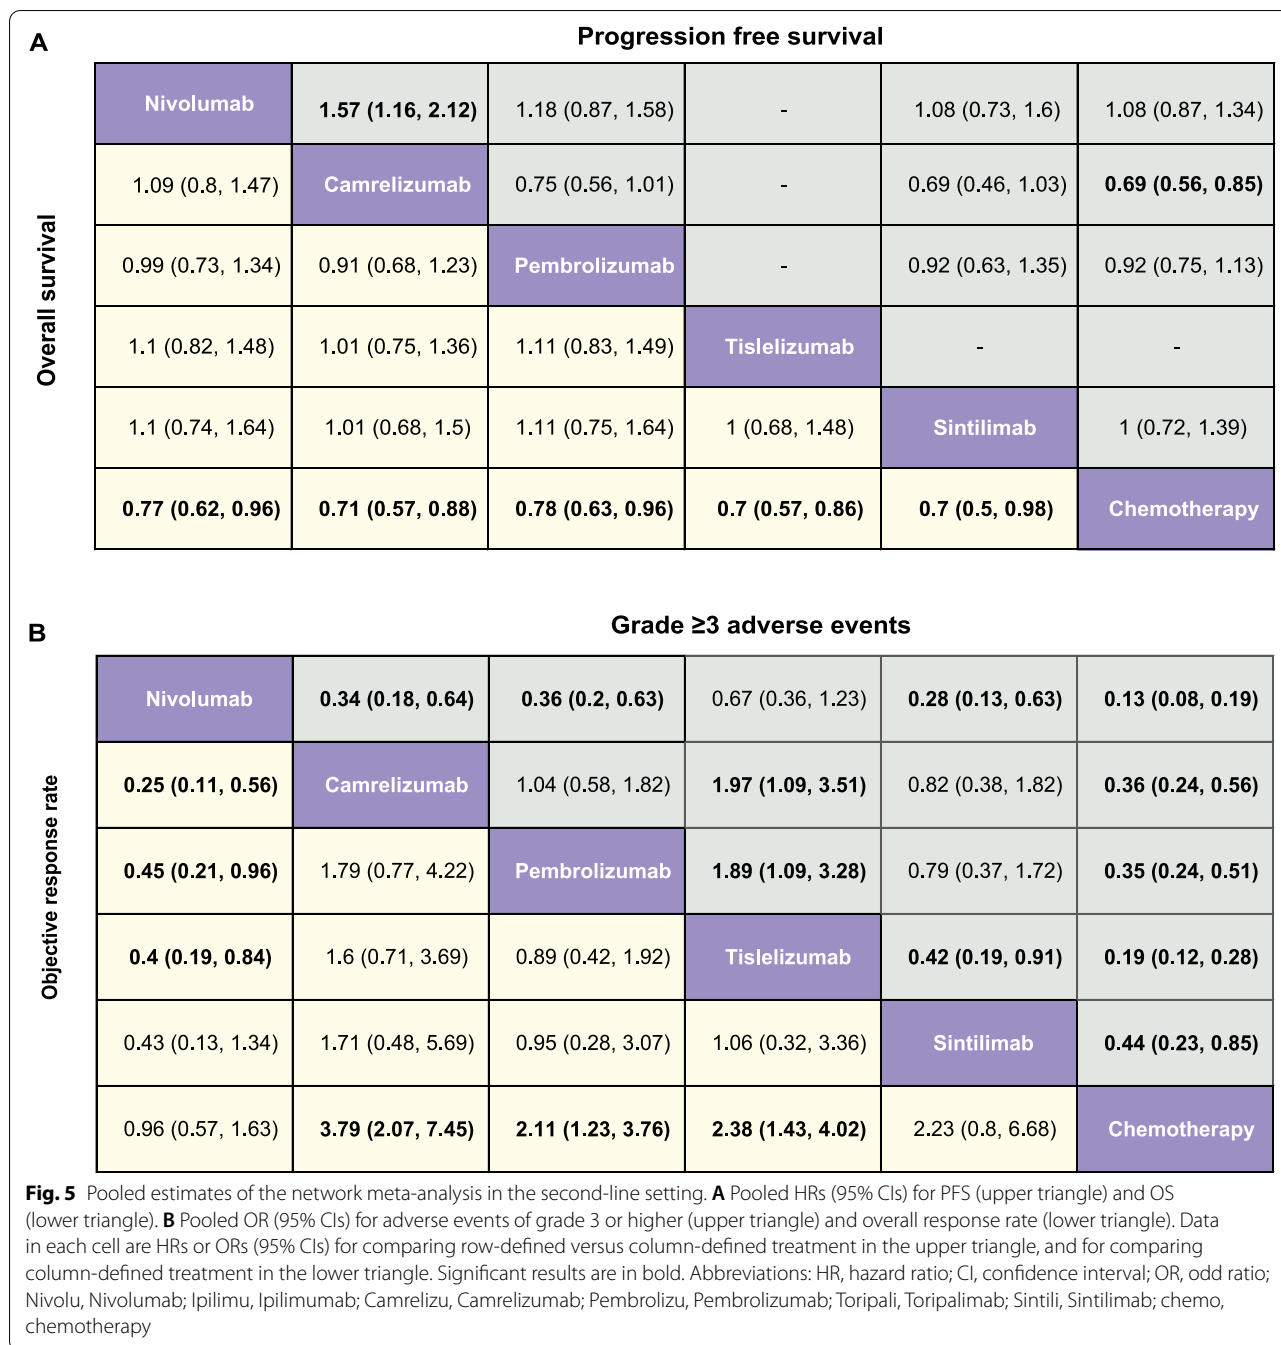 A
Progression free survival
Overall survival
Nivolumab 1.57 (1.16, 2.12) 1.18 (0.87, 1.58) - 1.08 (0.73, 1.6) 1.08 (0.87, 1.34)
1.09 (0.8, 1.47) Camrelizumab 0.75 (0.56, 1.01) - 0.69 (0.46, 1.03) 0.69 (0.56, 0.85)
0.99 (0.73, 1.34) 0.91 (0.68, 1.23) Pembrolizumab - 0.92 (0.63, 1.35) 0.92 (0.75, 1.13)
1.1 (0.82, 1.48) 1.01 (0.75, 1.36) 1.11 (0.83, 1.49) Tislelizumab - -
1.1 (0.74, 1.64) 1.01 (0.68, 1.5) 1.11 (0.75, 1.64) 1 (0.68, 1.48) Sintilimab 1 (0.72, 1.39)
0.77 (0.62, 0.96) 0.71 (0.57, 0.88) 0.78 (0.63, 0.96) 0.7 (0.57, 0.86) 0.7 (0.5, 0.98) Chemotherapy
B
Grade ≥3 adverse events
Objective response rate
Nivolumab 0.34 (0.18, 0.64) 0.36 (0.2, 0.63) 0.67 (0.36, 1.23) 0.28 (0.13, 0.63) 0.13 (0.08, 0.19)
0.25 (0.11, 0.56) Camrelizumab 1.04 (0.58, 1.82) 1.97 (1.09, 3.51) 0.82 (0.38, 1.82) 0.36 (0.24, 0.56)
0.45 (0.21, 0.96) 1.79 (0.77, 4.22) Pembrolizumab 1.89 (1.09, 3.28) 0.79 (0.37, 1.72) 0.35 (0.24, 0.51)
0.4 (0.19, 0.84) 1.6 (0.71, 3.69) 0.89 (0.42, 1.92) Tislelizumab 0.42 (0.19, 0.91) 0.19 (0.12, 0.28)
0.43 (0.13, 1.34) 1.71 (0.48, 5.69) 0.95 (0.28, 3.07) 1.06 (0.32, 3.36) Sintilimab 0.44 (0.23, 0.85)
0.96 (0.57, 1.63) 3.79 (2.07, 7.45) 2.11 (1.23, 3.76) 2.38 (1.43, 4.02) 2.23 (0.8, 6.68) Chemotherapy
Fig. 5 Pooled estimates of the network meta-analysis in the second-line setting. A Pooled HRs (95% CIs) for PFS (upper triangle) and OS
(lower triangle). B Pooled OR (95% CIs) for adverse events of grade 3 or higher (upper triangle) and overall response rate (lower triangle). Data
in each cell are HRs or ORs (95% CIs) for comparing row-defined versus column-defined treatment in the upper triangle, and for comparing
column-defined treatment in the lower triangle. Significant results are in bold. Abbreviations: HR, hazard ratio; CI, confidence interval; OR, odd ratio;
Nivolu, Nivolumab; Ipilimu, Ipilimumab; Camrelizu, Camrelizumab; Pembrolizu, Pembrolizumab; Toripali, Toripalimab; Sintili, Sintilimab; chemo,
chemotherapy